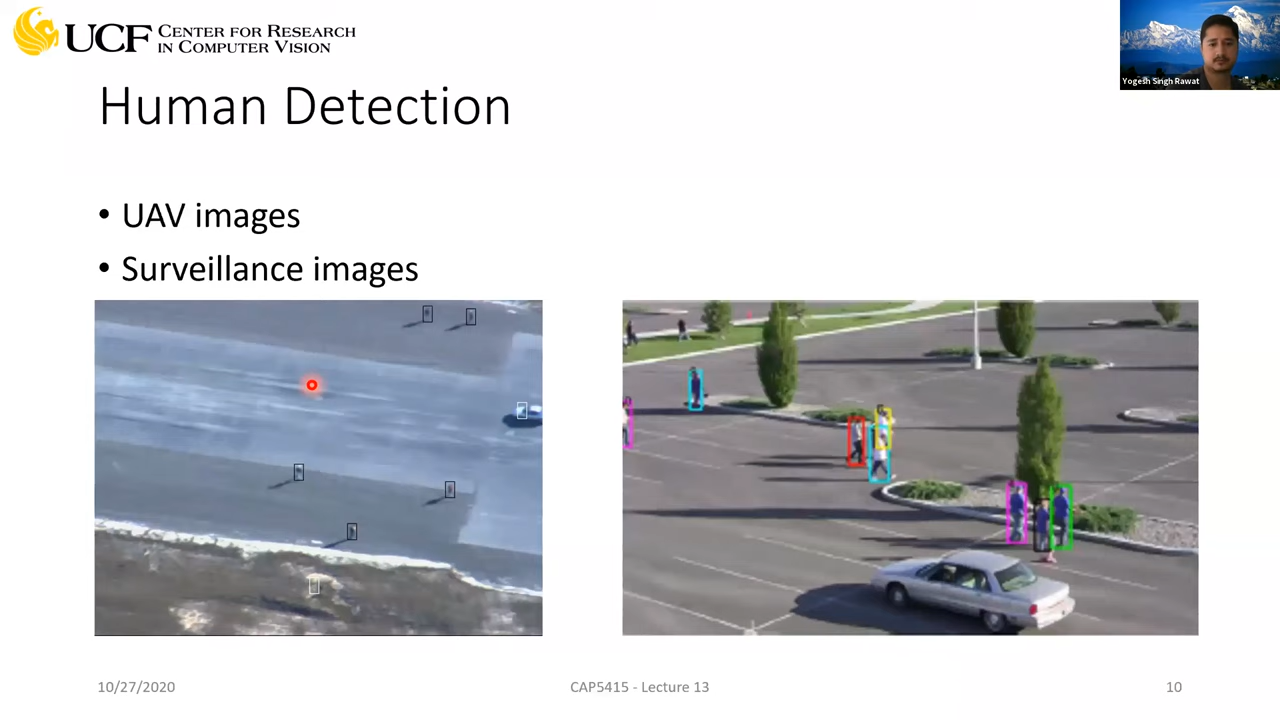 UCF CENTER FOR RESEARCH
IN COMPUTER VISION
Yogesh Singh Rawat
Human Detection
• UAV images
• Surveillance images
10/27/2020
CAP5415 - Lecture 13
10